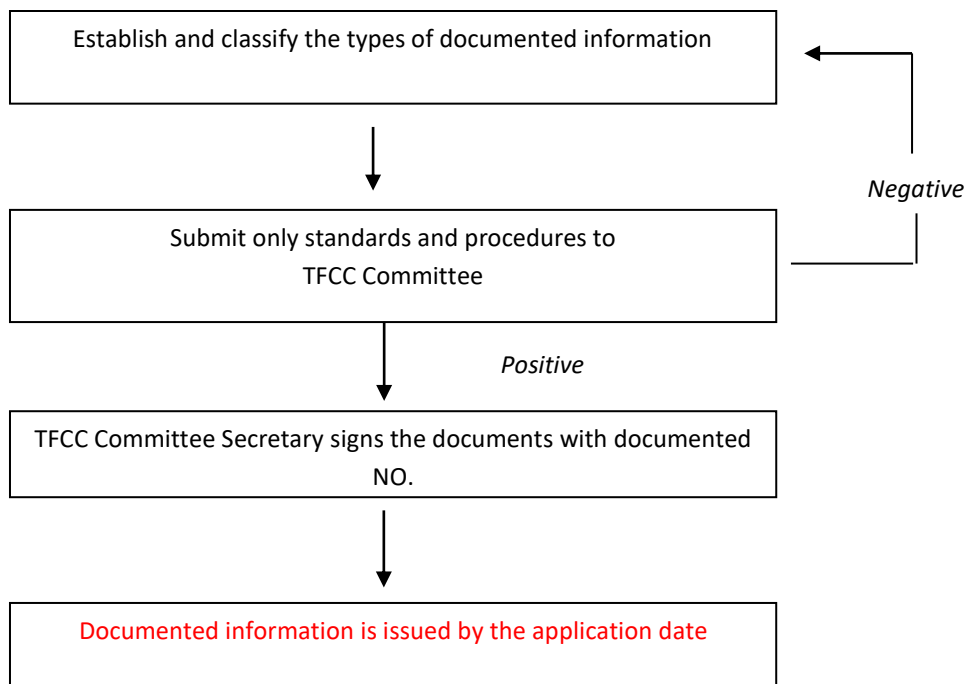 Establish and classify the types of documented information
Negative
Submit only standards and procedures to
TFCC Committee
Positive
TFCC Committee Secretary signs the documents with documented
NO.
Documented information is issued by the application date